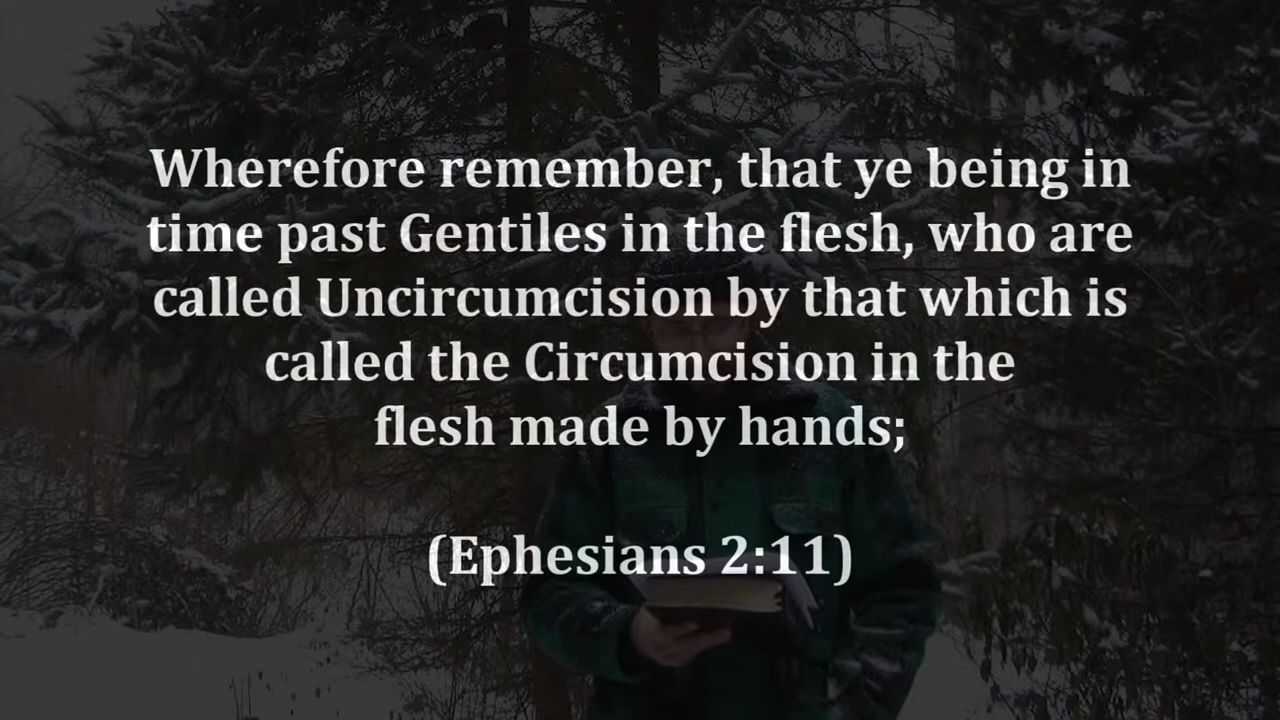 Wherefore remember, that ye being in
time past Gentiles in the flesh, who are
called Uncircumcision by that which is
called the Circumcision in the
flesh made by hands;
(Ephesians 2:11)